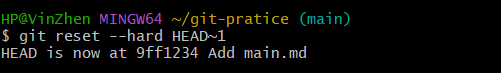 HP@VinZhen MINGW64 ~/git-pratice (main)
$ git reset --hard HEAD~1
HEAD is now at 9ff1234 Add main.md